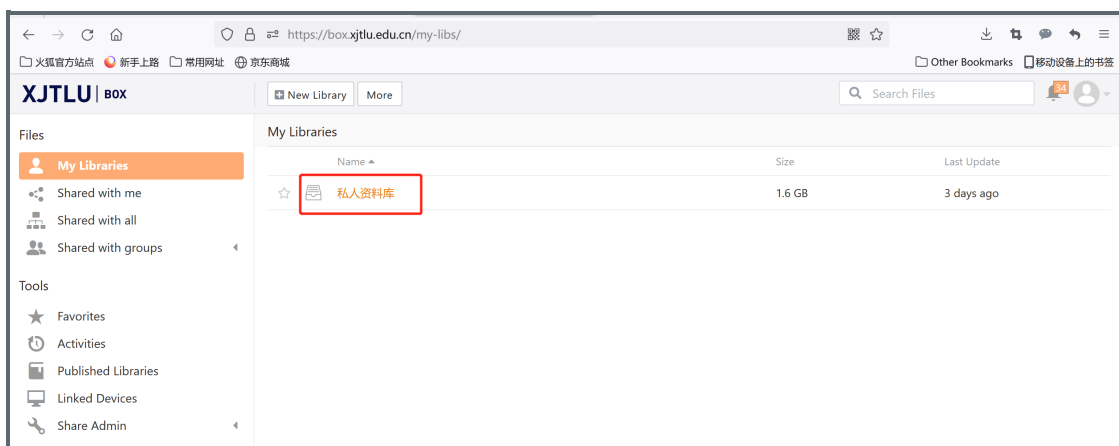 https://box.xjtlu.edu.cn/my-libs/
火狐官方站点 新手上路 常用网址 京东商城 Other Bookmarks 移动设备上的书签
XJTLU BOX New Library More Search Files 34
Files
My Libraries
Name Size Last Update
私人资料库 1.6 GB 3 days ago
My Libraries
Shared with me
Shared with all
Shared with groups
Tools
Favorites
Activities
Published Libraries
Linked Devices
Share Admin